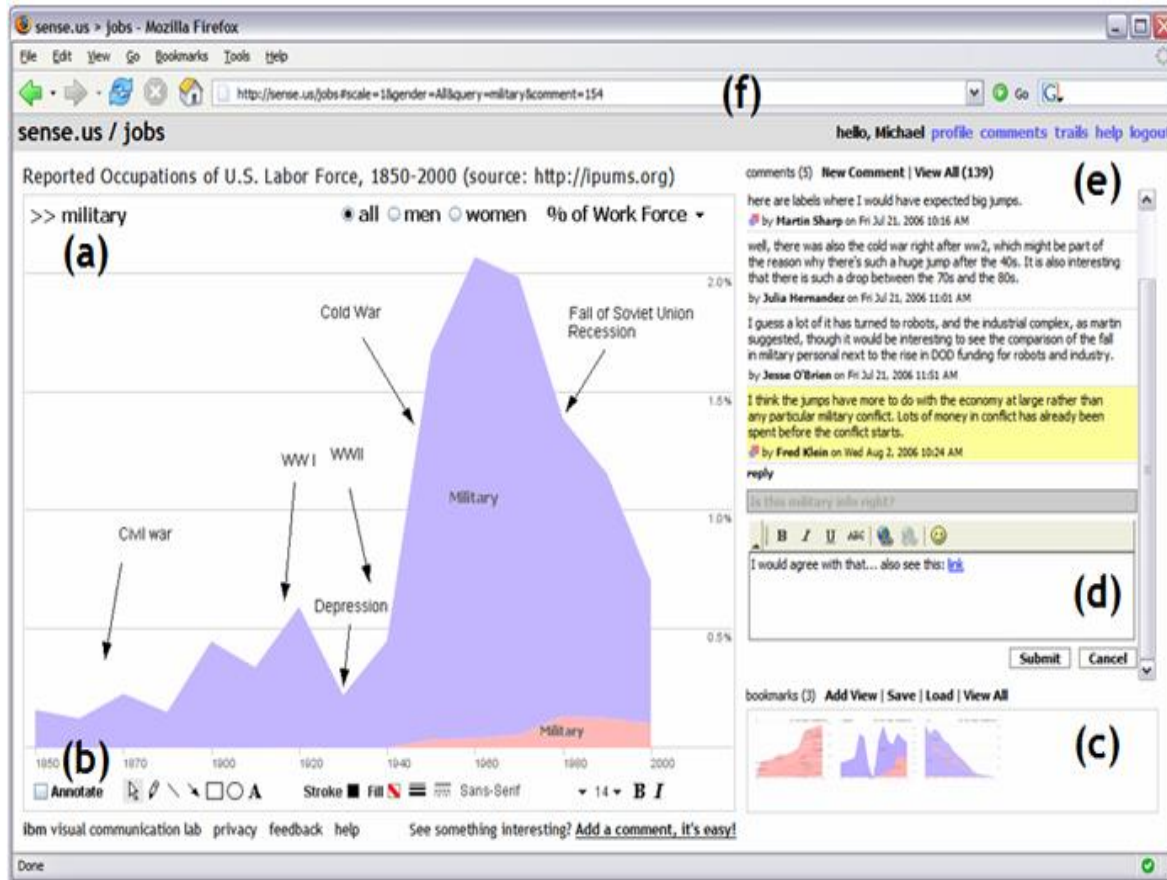 sense.us > jobs - Mozilla Firefox
File Edit View Go Bookmarks Tools Help
http://sense.us/jobs#scale=1&gender=All&query=military&comment=154
(f)
Go
G
sense.us / jobs
hello, Michael profile comments trails help logout
Reported Occupations of U.S. Labor Force, 1850-2000 (source: http://ipums.org)
>> military
all men women % of Work Force
(a)
2.0%
Cold War
Fall of Soviet Union
Recession
1.5%
WW I
WWII
Military
1.0%
Civil war
Depression
0.5%
Military
1850 1870 1900 1920 1940 1960 1980 2000
(b)
Annotate
A
Stroke Fill Sans-Serif 14 B I
comments (5) New Comment | View All (139)
(e)
here are labels where I would have expected big jumps.
by Martin Sharp on Fri Jul 21, 2006 10:16 AM
well, there was also the cold war right after ww2, which might be part of
the reason why there's such a huge jump after the 40s. It is also interesting
that there is such a drop between the 70s and the 80s.
by Julia Hernandez on Fri Jul 21, 2006 11:01 AM
I guess a lot of it has turned to robots, and the industrial complex, as martin
suggested, though it would be interesting to see the comparison of the fall
in military personal next to the rise in DOD funding for robots and industry.
by Jesse O'Brien on Fri Jul 21, 2006 11:51 AM
I think the jumps have more to do with the economy at large rather than
any particular military conflict. Lots of money in conflict has already been
spent before the conflict starts.
by Fred Klein on Wed Aug 2, 2006 10:24 AM
reply
Is this military info right?
B I U ABC
I would agree with that... also see this: link
(d)
Submit Cancel
bookmarks (3) Add View | Save | Load | View All
(c)
ibm visual communication lab privacy feedback help
See something interesting? Add a comment, it's easy!
Done